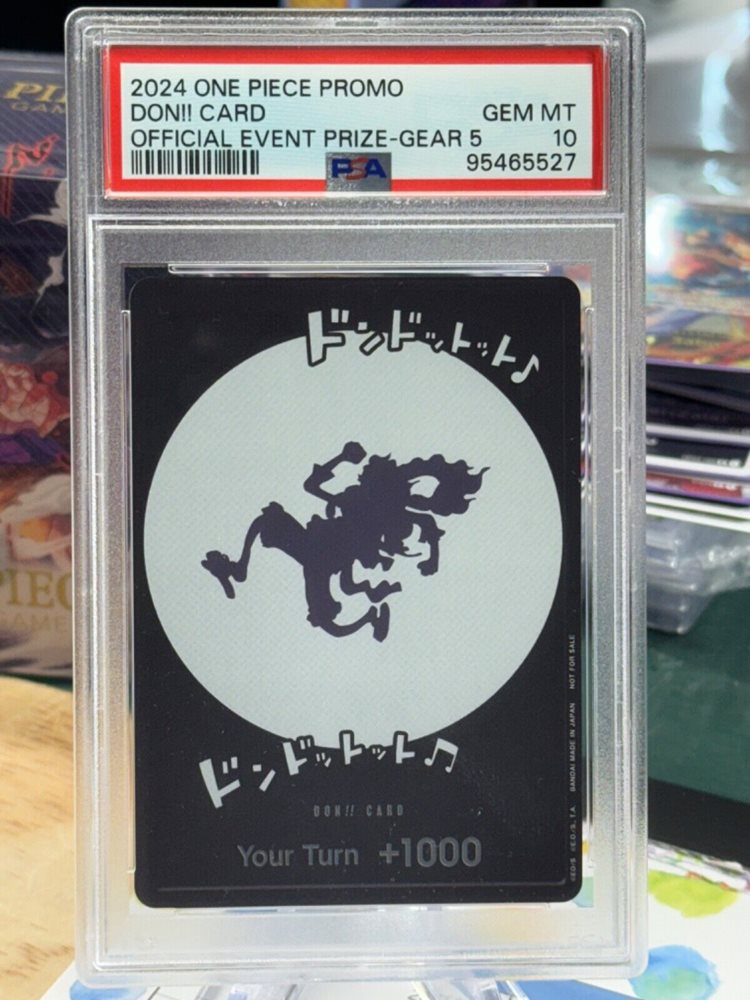 2024 ONE PIECE PROMO
DON!! CARD GEM MT
OFFICIAL EVENT PRIZE-GEAR 5 10
PSA 95465527
ドンドットット♪
ドンドットット♫
DON!! CARD
Your Turn +1000
©E.O/S. ©E.O./S. T.A. BANDAI MADE IN JAPAN NOT FOR SALE